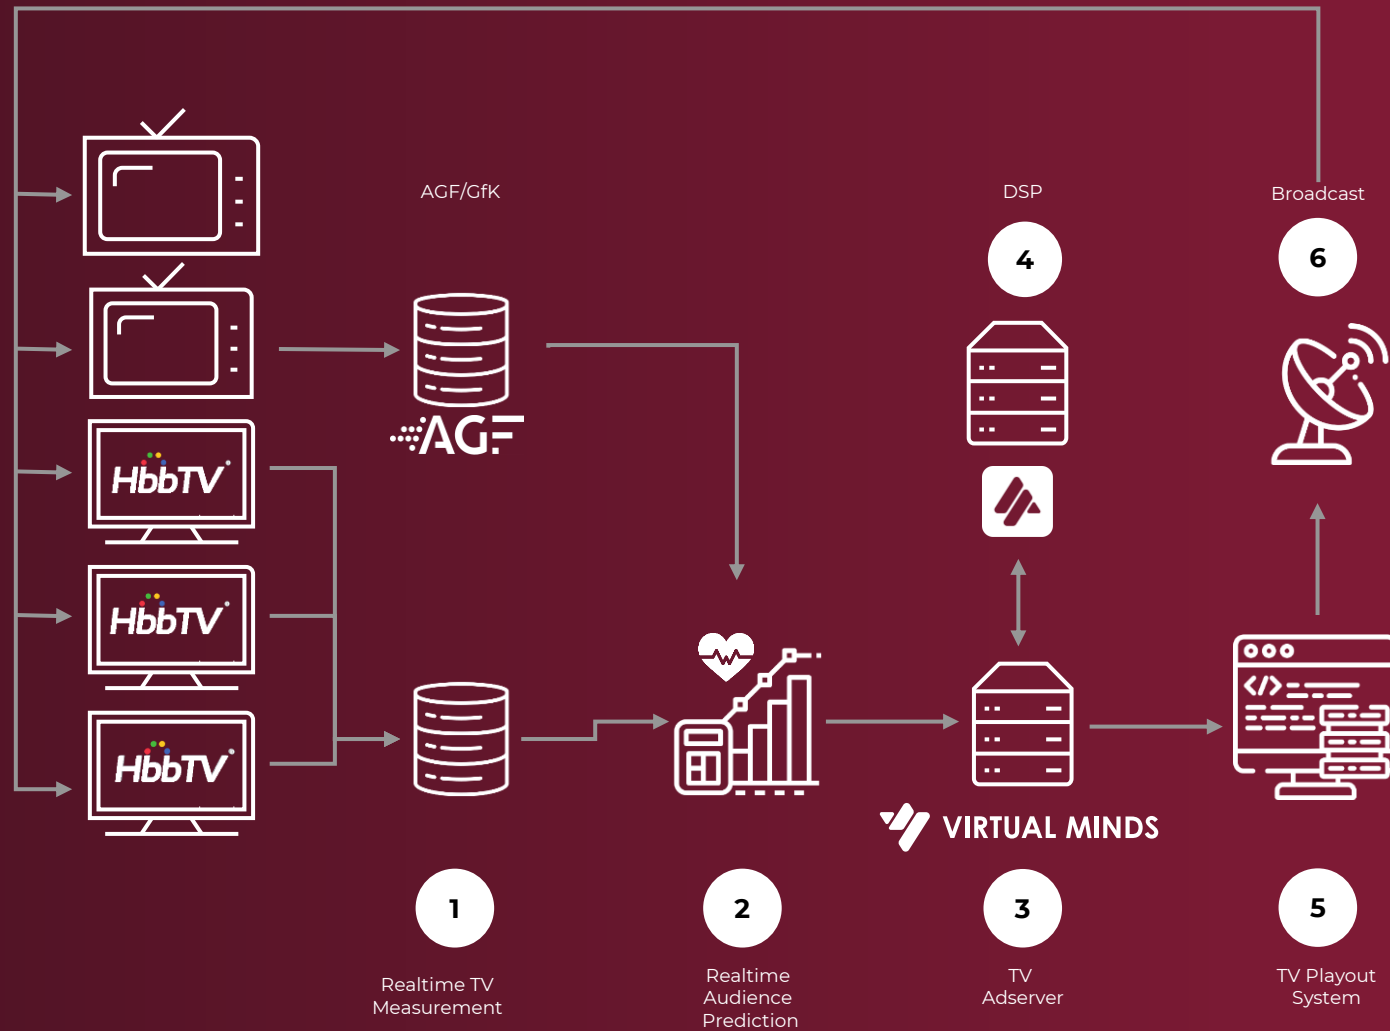 AGF/GfK
DSP
Broadcast
4
6
AGF
HbbTV
HbbTV
HbbTV
</>
VIRTUAL MINDS
1
2
3
5
Realtime TV
Measurement
Realtime
Audience
Prediction
TV
Adserver
TV Playout
System